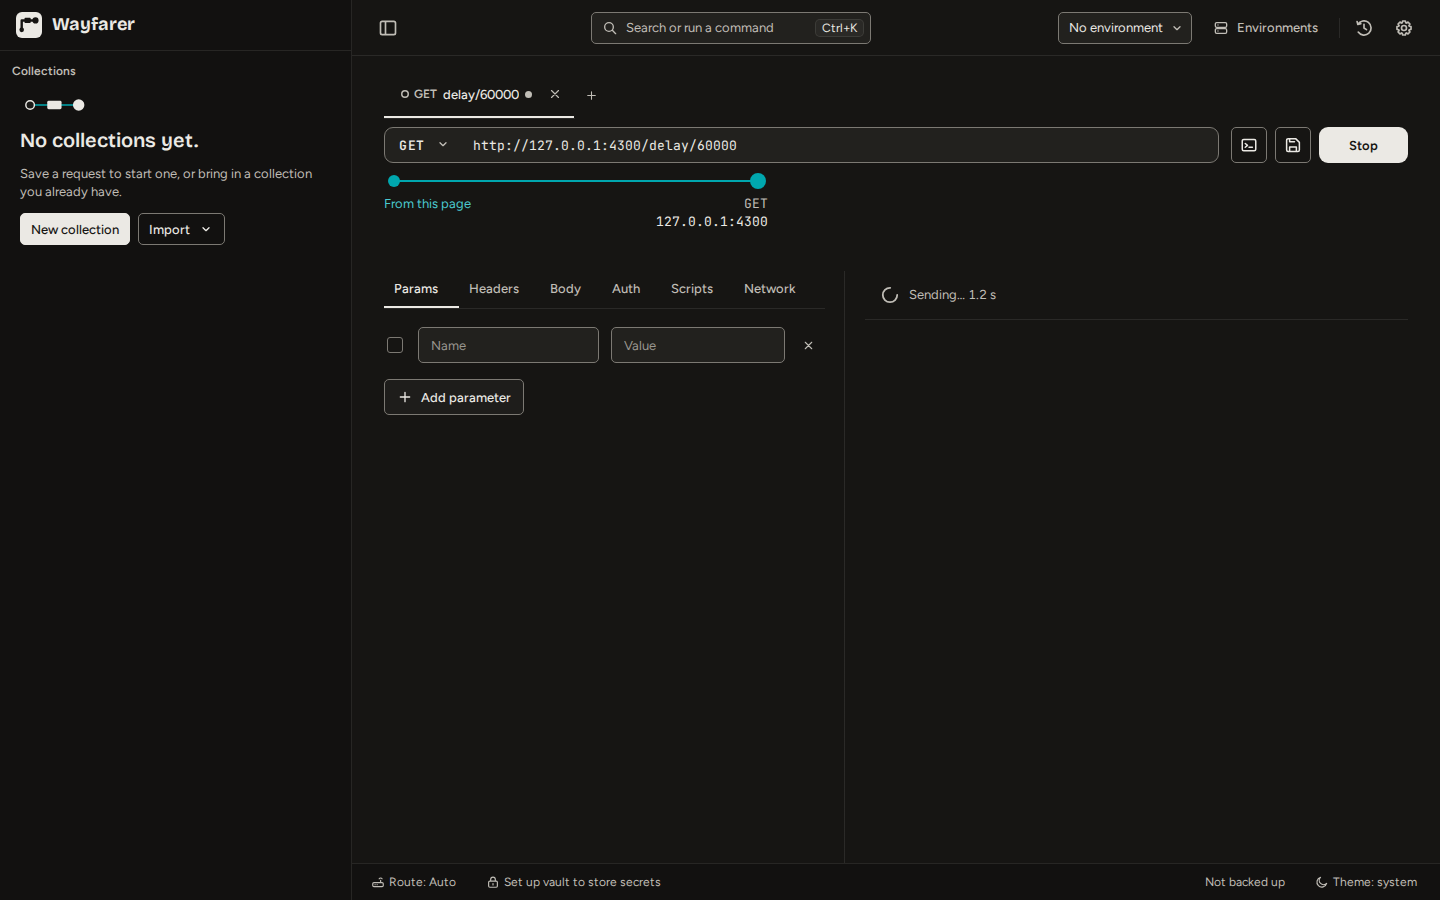 Wayfarer
Search or run a command
Ctrl+K
No environment
Environments
Collections
No collections yet.
Save a request to start one, or bring in a collection
you already have.
New collection
Import
GET delay/60000
GET
http://127.0.0.1:4300/delay/60000
Stop
From this page
GET
127.0.0.1:4300
Params
Headers
Body
Auth
Scripts
Network
Name
Value
Add parameter
Sending... 1.2 s
Route: Auto
Set up vault to store secrets
Not backed up
Theme: system